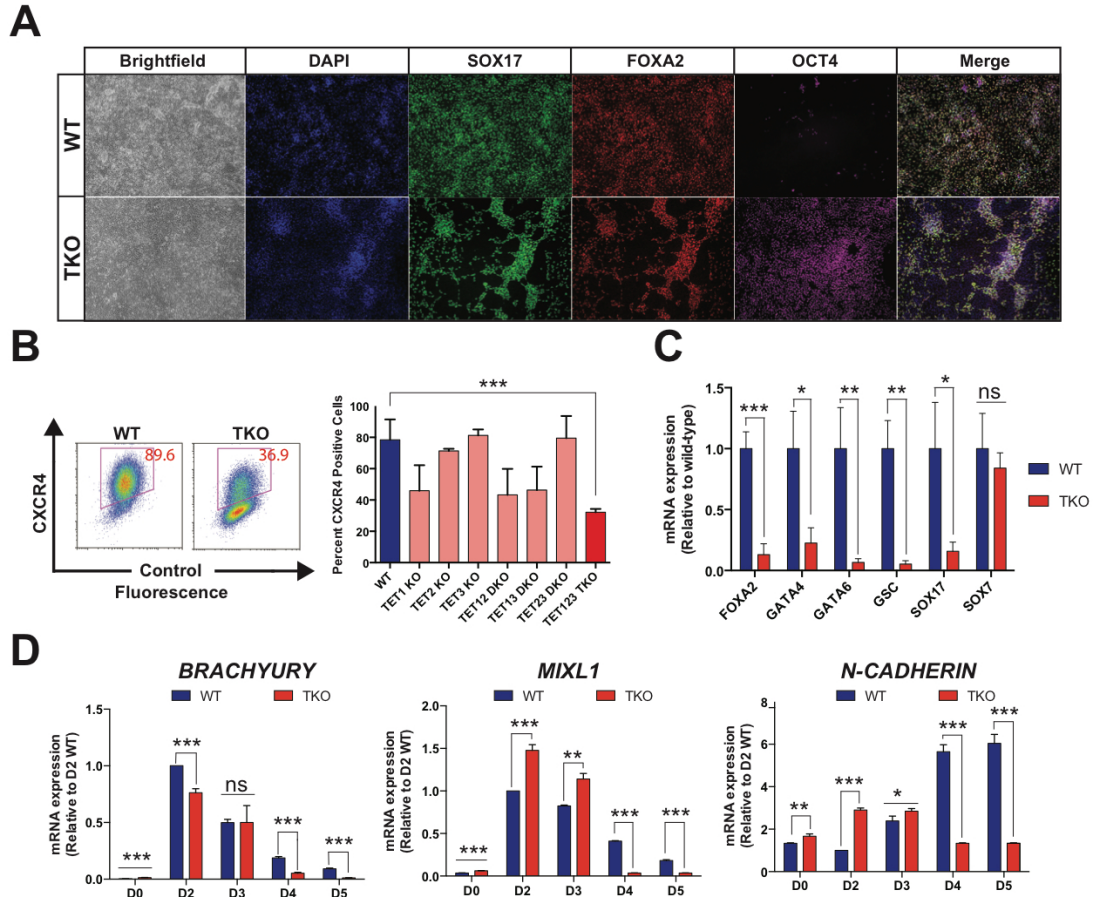 A
Brightfield DAPI SOX17 FOXA2 OCT4 Merge
WT
TKO
B
WT TKO
89.6 36.9
CXCR4
Control
Fluorescence
***
Percent CXCR4 Positive Cells
100
80
60
40
20
0
WT TET1 KO TET2 KO TET3 KO TET12 DKO TET13 DKO TET23 DKO TET123 TKO
C
mRNA expression
(Relative to wild-type)
1.5
1.0
0.5
0.0
*** * ** ** * ns
WT
TKO
FOXA2 GATA4 GATA6 GSC SOX17 SOX7
D
BRACHYURY
WT TKO
mRNA expression
(Relative to D2 WT)
1.5
1.0
0.5
0.0
*** *** ns *** ***
D0 D2 D3 D4 D5
MIXL1
WT TKO
mRNA expression
(Relative to D2 WT)
2.0
1.5
1.0
0.5
0.0
*** *** ** *** ***
D0 D2 D3 D4 D5
N-CADHERIN
WT TKO
mRNA expression
(Relative to D2 WT)
8
6
4
2
0
** *** * *** ***
D0 D2 D3 D4 D5